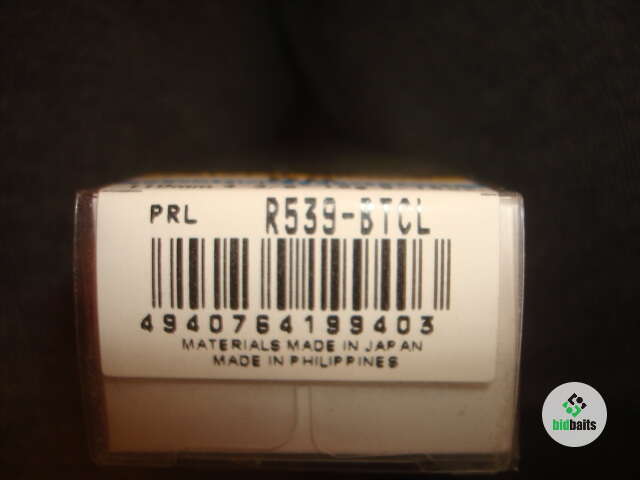 PRL R539-BTCL
4940764199403
MATERIALS MADE IN JAPAN
MADE IN PHILIPPINES
bidbaits